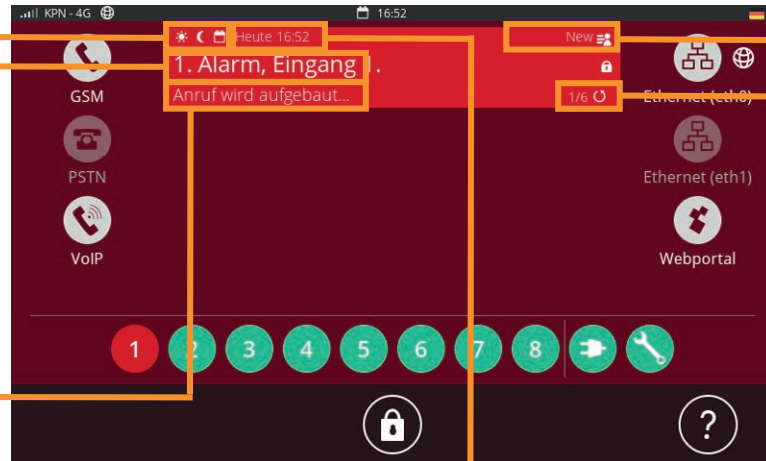 KPN - 4G
16:52
Heute 16:52
New
1. Alarm, Eingang 1.
Anruf wird aufgebaut...
1/6
GSM
Ethernet (eth0)
PSTN
Ethernet (eth1)
VoIP
Webportal
1 2 3 4 5 6 7 8
?